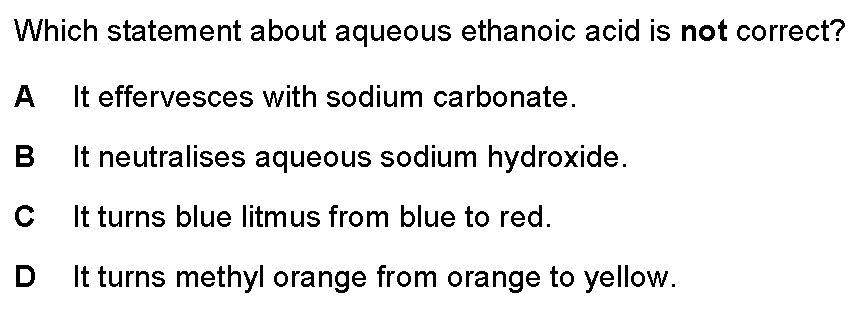 Which statement about aqueous ethanoic acid is not correct?
A It effervesces with sodium carbonate.
B It neutralises aqueous sodium hydroxide.
C It turns blue litmus from blue to red.
D It turns methyl orange from orange to yellow.